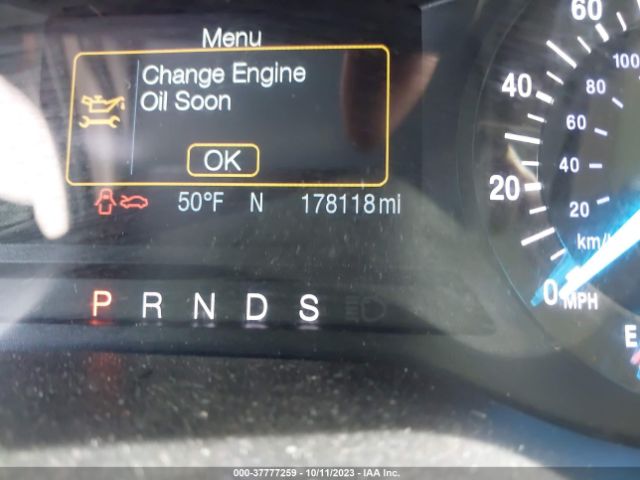 Menu
Change Engine
Oil Soon
OK
50°F N 178118 mi
P R N D S
60
40
20
0
MPH
100
80
60
40
20
km/
E
000-37777259 - 10/11/2023 - IAA Inc.